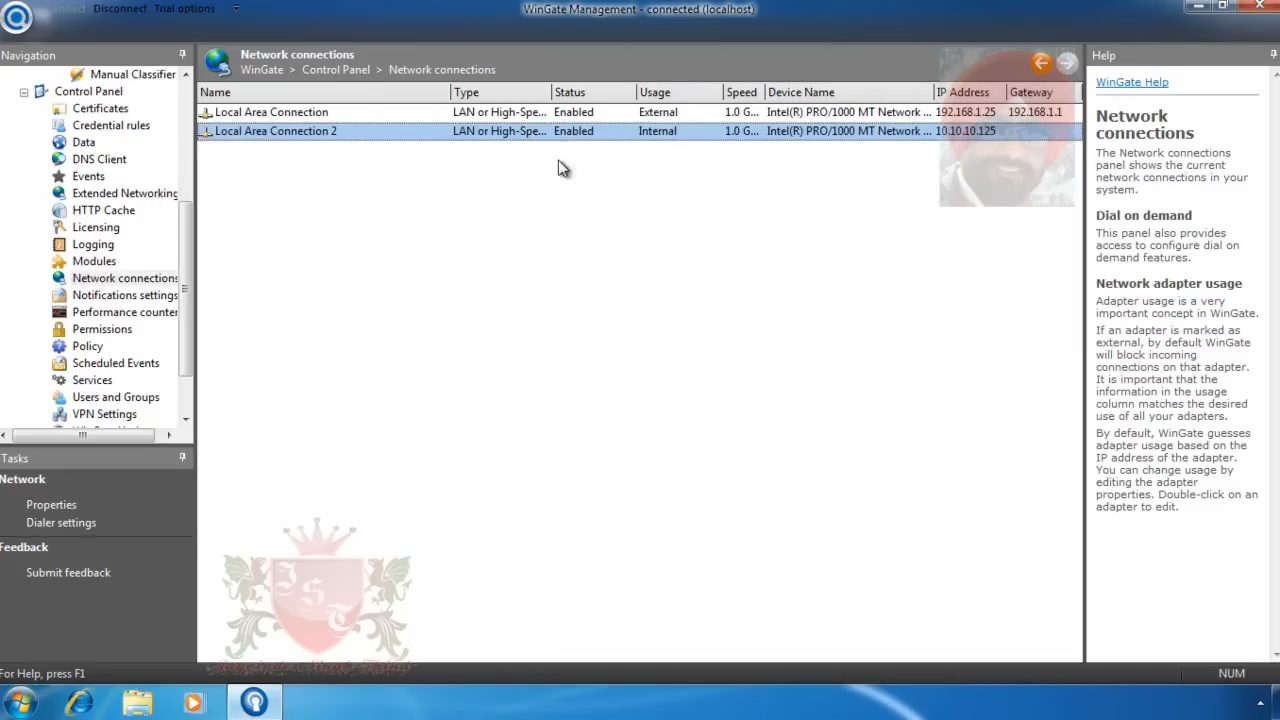 Disconnect Trial options
WinGate Management - connected (localhost)
Navigation
Manual Classifier
Control Panel
Certificates
Credential rules
Data
DNS Client
Events
Extended Networking
HTTP Cache
Licensing
Logging
Modules
Network connections
Notifications settings
Performance counter
Permissions
Policy
Scheduled Events
Services
Users and Groups
VPN Settings
Tasks
Network
Properties
Dialer settings
Feedback
Submit feedback
Network connections
WinGate > Control Panel > Network connections
Name Type Status Usage Speed Device Name IP Address Gateway
Local Area Connection LAN or High-Spe... Enabled External 1.0 G... Intel(R) PRO/1000 MT Network ... 192.168.1.25 192.168.1.1
Local Area Connection 2 LAN or High-Spe... Enabled Internal 1.0 G... Intel(R) PRO/1000 MT Network ... 10.10.10.125
Help
WinGate Help
Network
connections
The Network connections
panel shows the current
network connections in your
system.
Dial on demand
This panel also provides
access to configure dial on
demand features.
Network adapter usage
Adapter usage is a very
important concept in WinGate.
If an adapter is marked as
external, by default WinGate
will block incoming
connections on that adapter.
It is important that the
information in the usage
column matches the desired
use of all your adapters.
By default, WinGate guesses
adapter usage based on the
IP address of the adapter.
You can change usage by
editing the adapter
properties. Double-click on an
adapter to edit.
For Help, press F1
NUM